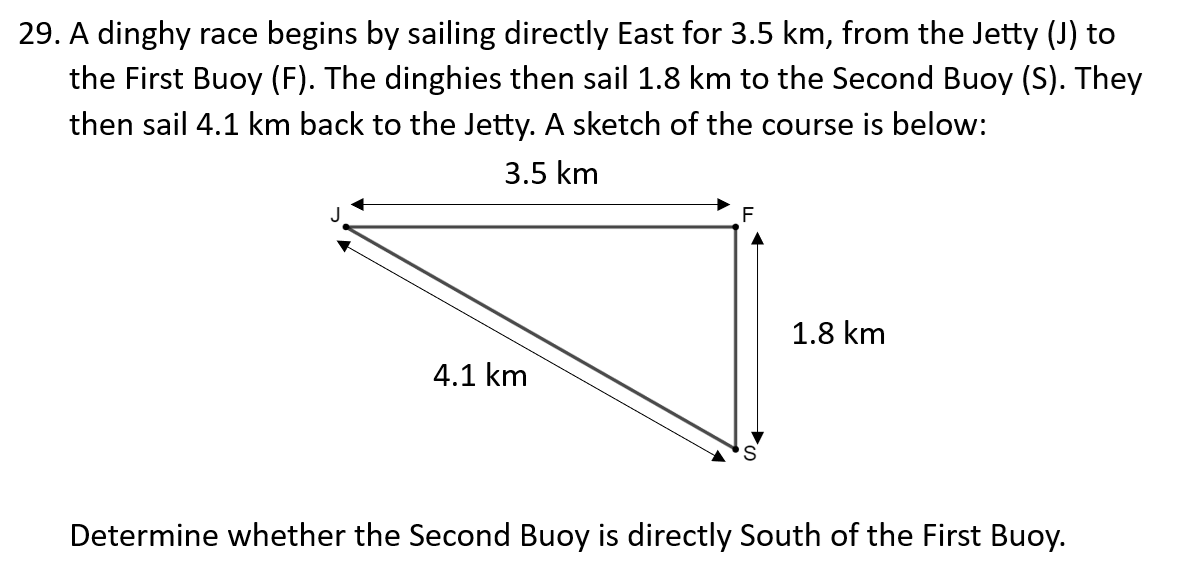 29. A dinghy race begins by sailing directly East for 3.5 km, from the Jetty (J) to
the First Buoy (F). The dinghies then sail 1.8 km to the Second Buoy (S). They
then sail 4.1 km back to the Jetty. A sketch of the course is below:
3.5 km
J
F
1.8 km
4.1 km
S
Determine whether the Second Buoy is directly South of the First Buoy.